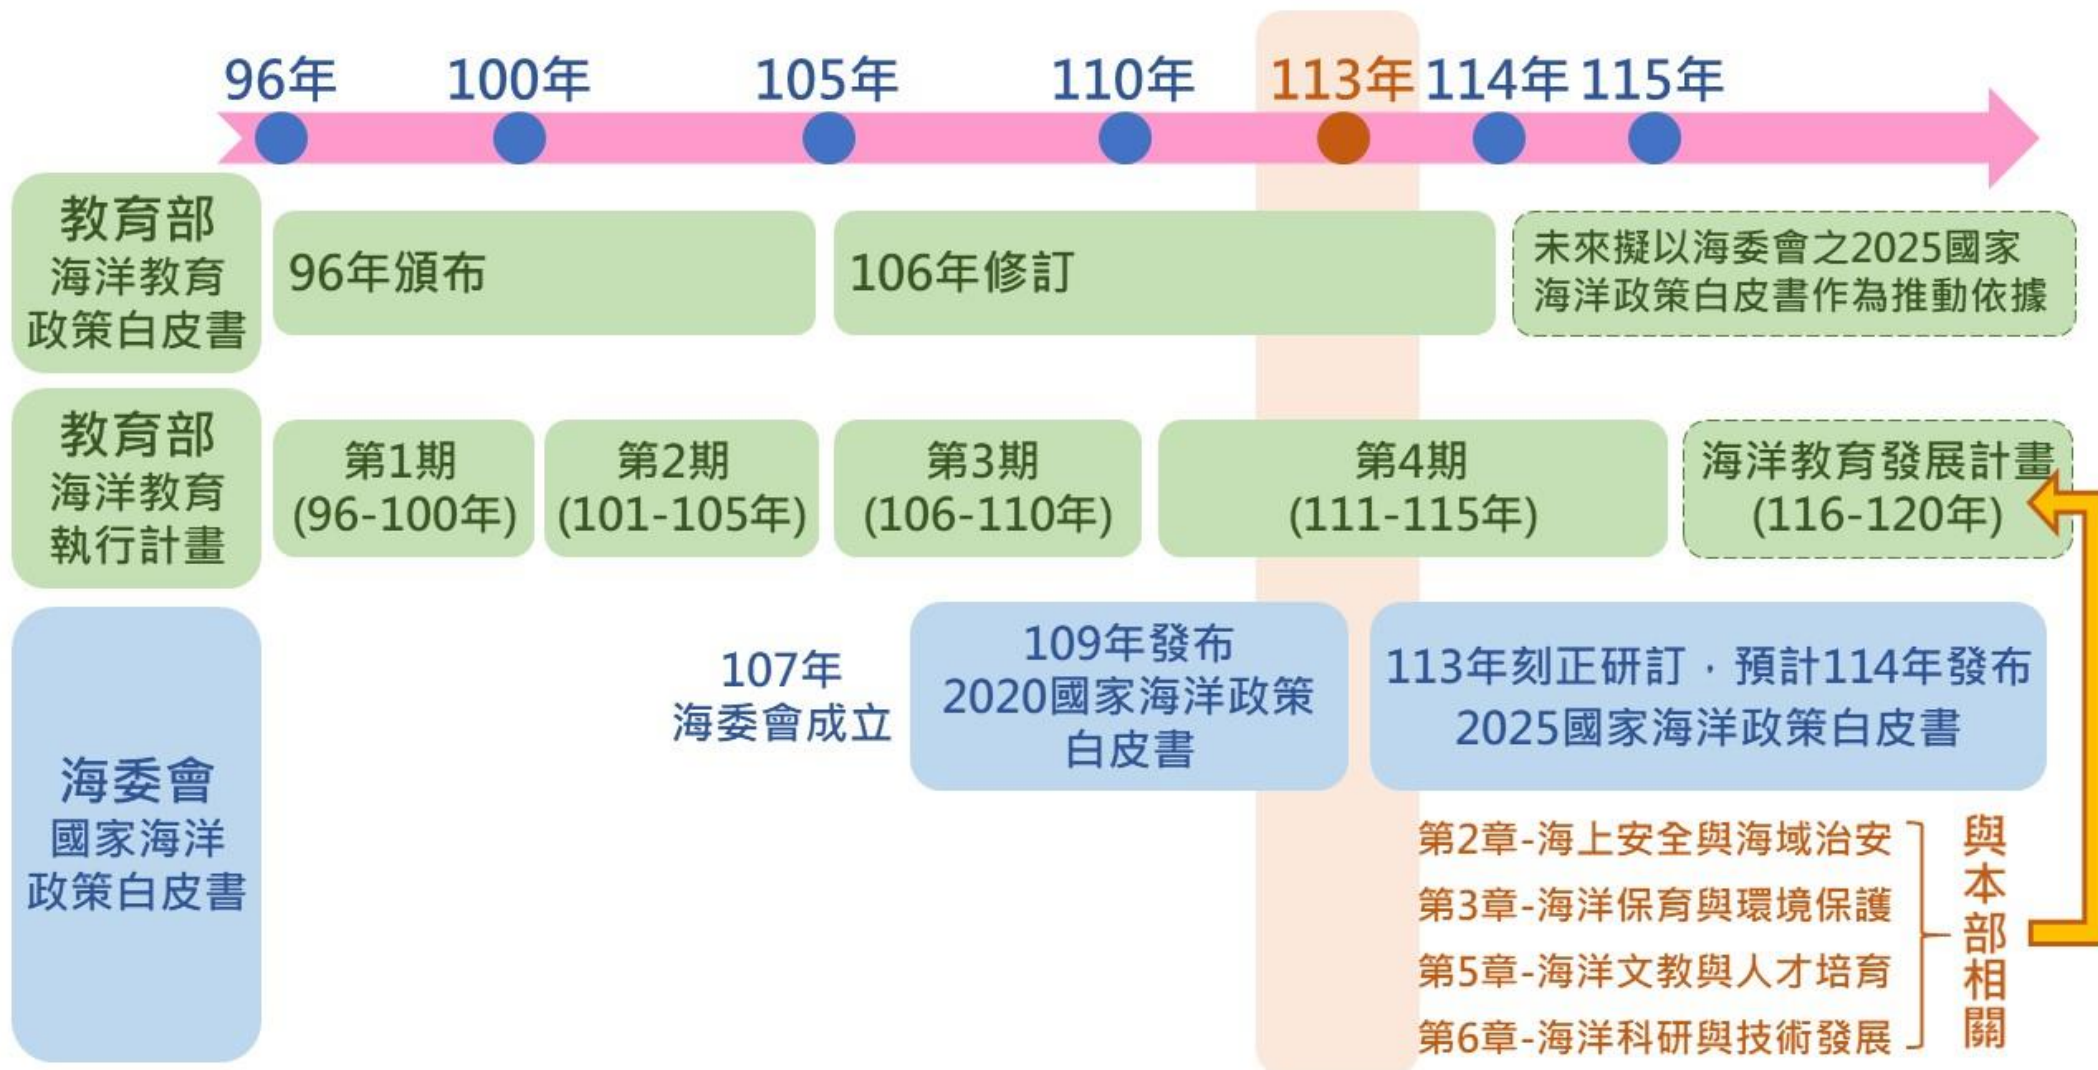 96年
100年
105年
110年
113年
114年
115年
教育部
海洋教育
政策白皮書
96年頒布
106年修訂
未來擬以海委會之2025國家
海洋政策白皮書作為推動依據
教育部
海洋教育
執行計畫
第1期
(96-100年)
第2期
(101-105年)
第3期
(106-110年)
第4期
(111-115年)
海洋教育發展計畫
(116-120年)
海委會
國家海洋
政策白皮書
107年
海委會成立
109年發布
2020國家海洋政策
白皮書
113年刻正研訂，預計114年發布
2025國家海洋政策白皮書
第2章-海上安全與海域治安
第3章-海洋保育與環境保護
第5章-海洋文教與人才培育
第6章-海洋科研與技術發展
與本部相關